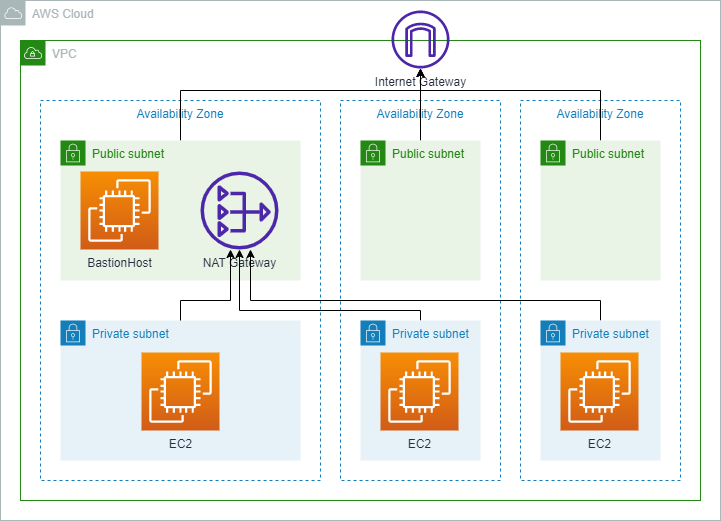 AWS Cloud
VPC
Internet Gateway
Availability Zone
Availability Zone
Availability Zone
Public subnet
Public subnet
Public subnet
BastionHost
NAT Gateway
Private subnet
Private subnet
Private subnet
EC2
EC2
EC2